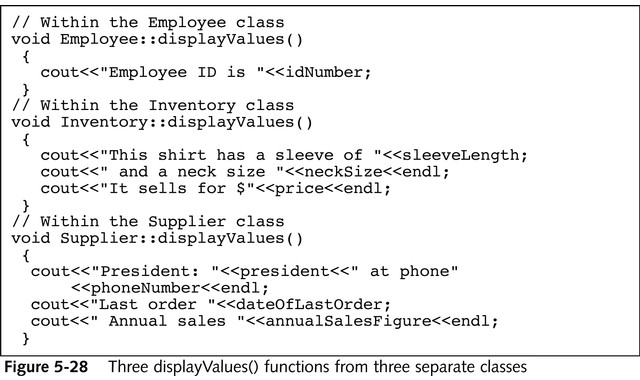 // Within the Employee class
void Employee::displayValues()
{
cout<<"Employee ID is "<<idNumber;
}
// Within the Inventory class
void Inventory::displayValues()
{
cout<<"This shirt has a sleeve of "<<sleeveLength;
cout<<" and a neck size "<<neckSize<<endl;
cout<<"It sells for $"<<price<<endl;
}
// Within the Supplier class
void Supplier::displayValues()
{
cout<<"President: "<<president<<" at phone"
<<phoneNumber<<endl;
cout<<"Last order "<<dateOfLastOrder;
cout<<" Annual sales "<<annualSalesFigure<<endl;
}
Figure 5-28 Three displayValues() functions from three separate classes